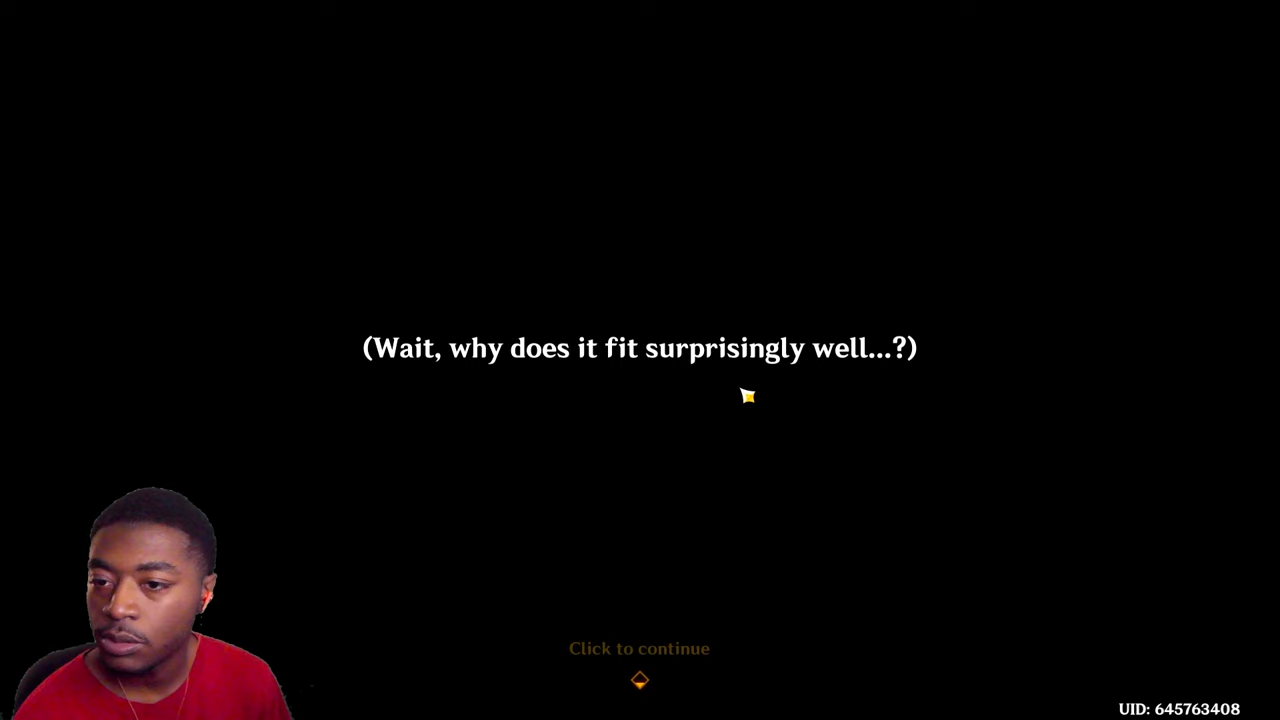 (Wait, why does it fit surprisingly well...?)
Click to continue
UID: 645763408